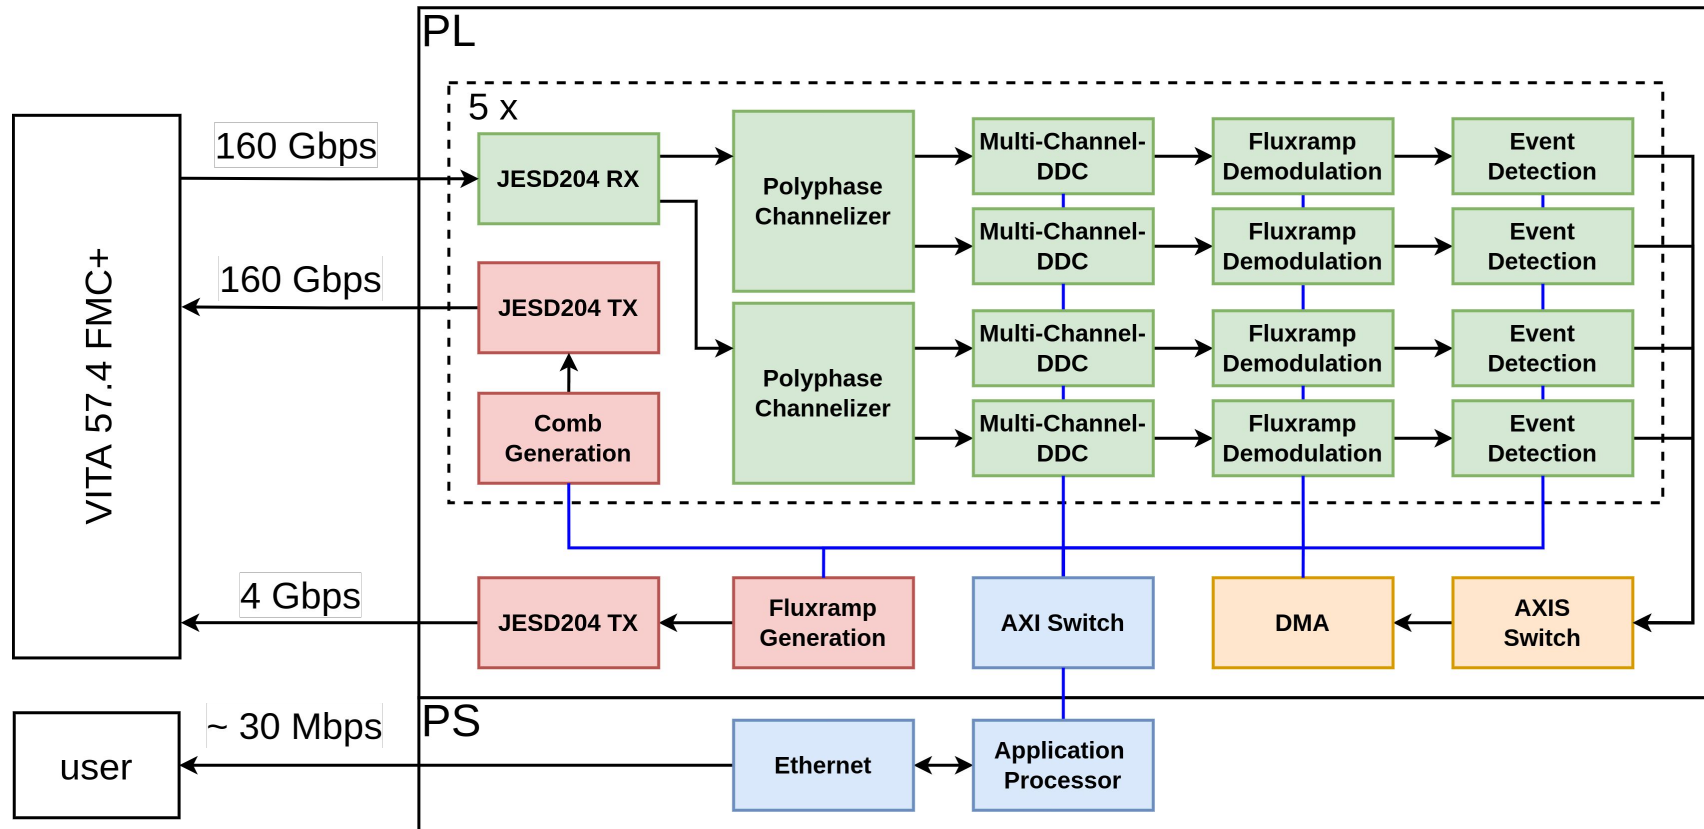 PL
5 x
160 Gbps
JESD204 RX
Polyphase
Channelizer
Multi-Channel-
DDC
Fluxramp
Demodulation
Event
Detection
Multi-Channel-
DDC
Fluxramp
Demodulation
Event
Detection
160 Gbps
JESD204 TX
VITA 57.4 FMC+
Polyphase
Channelizer
Multi-Channel-
DDC
Fluxramp
Demodulation
Event
Detection
Comb
Generation
Multi-Channel-
DDC
Fluxramp
Demodulation
Event
Detection
4 Gbps
JESD204 TX
Fluxramp
Generation
AXI Switch
DMA
AXIS
Switch
PS
~ 30 Mbps
user
Ethernet
Application
Processor